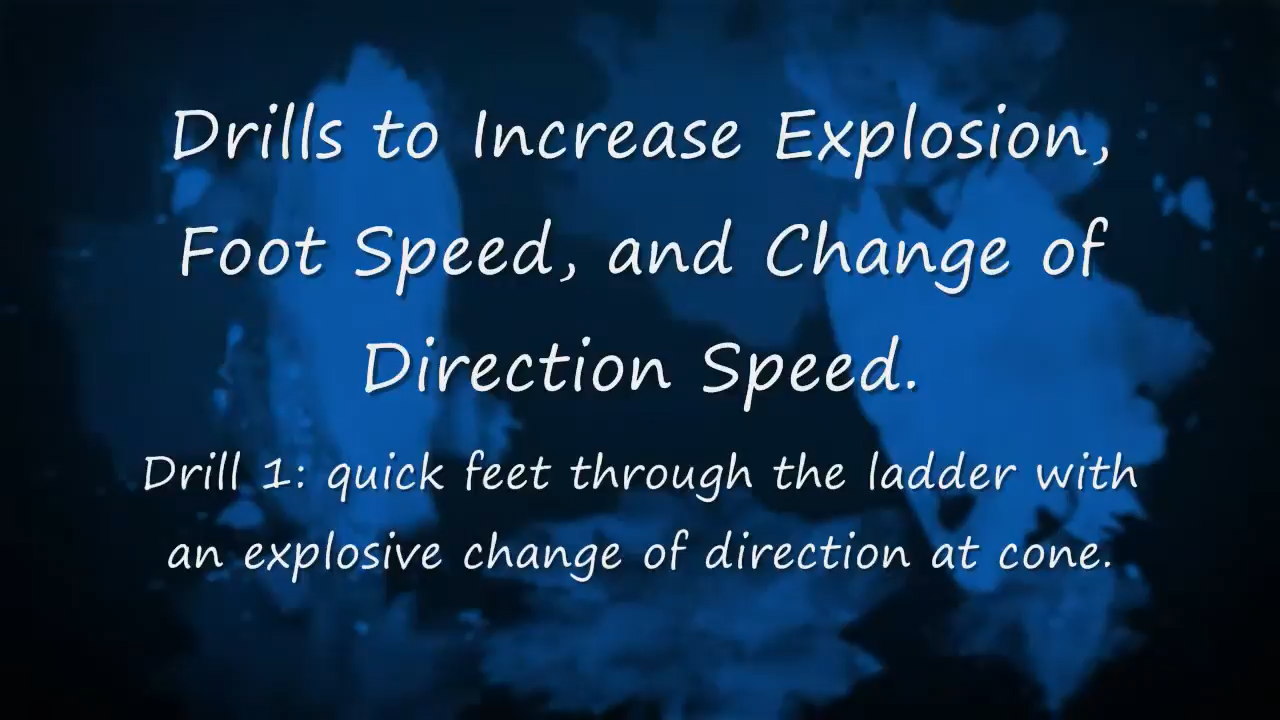 Drills to Increase Explosion,
Foot Speed, and Change of
Direction Speed.
Drill 1: quick feet through the ladder with
an explosive change of direction at cone.